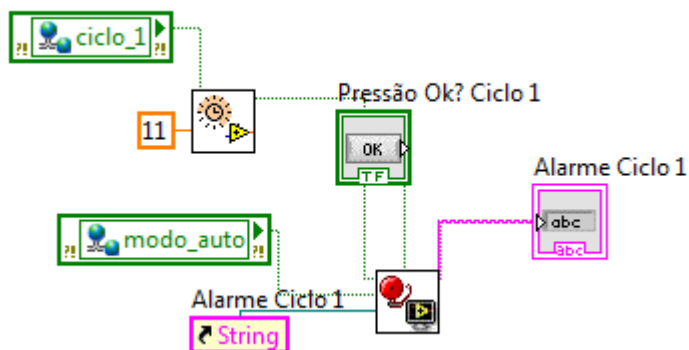 ?! ciclo_1 ?!
11
Pressão Ok? Ciclo 1
OK
TF
Alarme Ciclo 1
abc
abc
?! modo_auto ?!
Alarme Ciclo 1
String